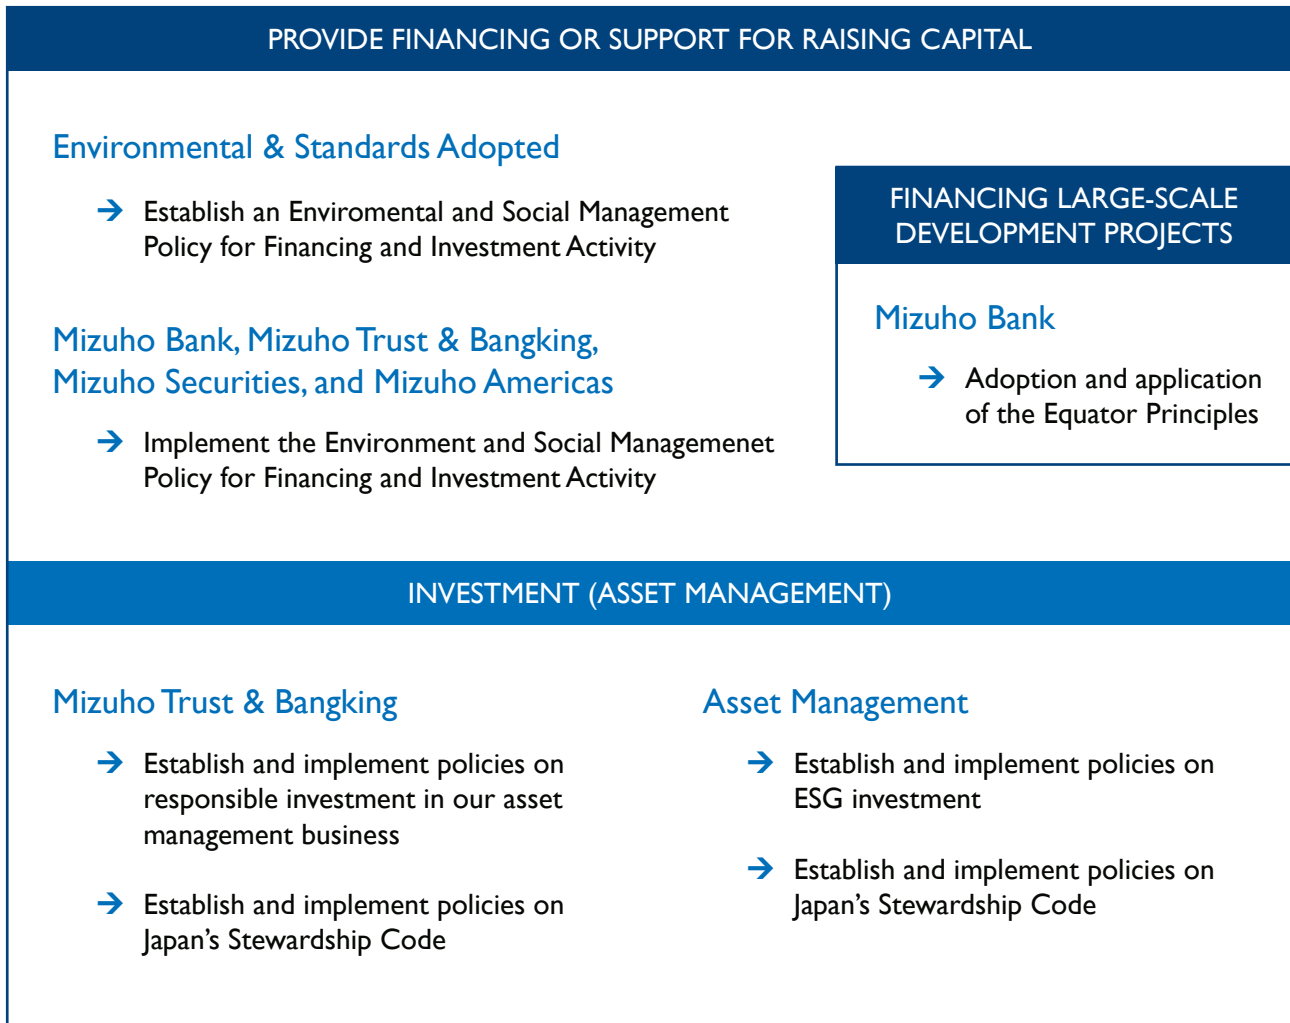 PROVIDE FINANCING OR SUPPORT FOR RAISING CAPITAL
Environmental & Standards Adopted
→ Establish an Enviromental and Social Management
Policy for Financing and Investment Activity
Mizuho Bank, Mizuho Trust & Bangking,
Mizuho Securities, and Mizuho Americas
→ Implement the Environment and Social Managemenet
Policy for Financing and Investment Activity
FINANCING LARGE-SCALE
DEVELOPMENT PROJECTS
Mizuho Bank
→ Adoption and application
of the Equator Principles
INVESTMENT (ASSET MANAGEMENT)
Mizuho Trust & Bangking
→ Establish and implement policies on
responsible investment in our asset
management business
→ Establish and implement policies on
Japan’s Stewardship Code
Asset Management
→ Establish and implement policies on
ESG investment
→ Establish and implement policies on
Japan’s Stewardship Code